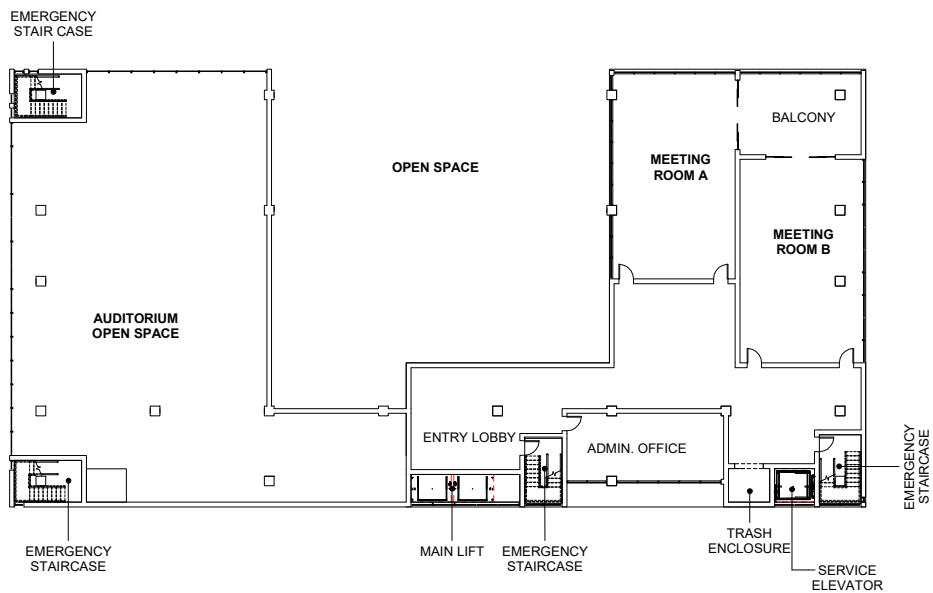 EMERGENCY
STAIR CASE
OPEN SPACE
MEETING
ROOM A
BALCONY
MEETING
ROOM B
AUDITORIUM
OPEN SPACE
ENTRY LOBBY
ADMIN. OFFICE
EMERGENCY
STAIRCASE
EMERGENCY
STAIRCASE
MAIN LIFT
EMERGENCY
STAIRCASE
TRASH
ENCLOSURE
SERVICE
ELEVATOR